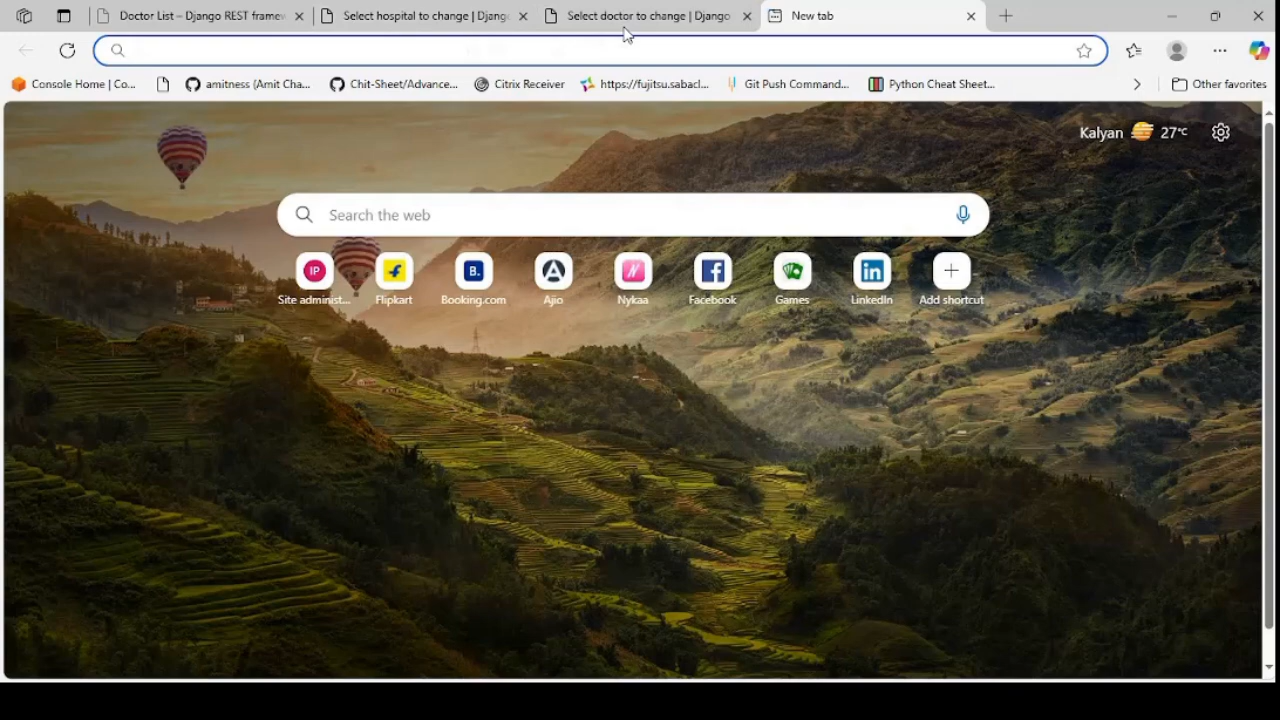 Doctor List – Django REST framew
Select hospital to change | Djang
Select doctor to change | Django
New tab
Console Home | Co...
amitness (Amit Cha...
Chit-Sheet/Advance...
Citrix Receiver
https://fujitsu.sabacl...
Git Push Command...
Python Cheat Sheet...
Other favorites
Kalyan 27°C
Search the web
IP
B.
N
in
Site administ...
Flipkart
Booking.com
Ajio
Nykaa
Facebook
Games
LinkedIn
Add shortcut